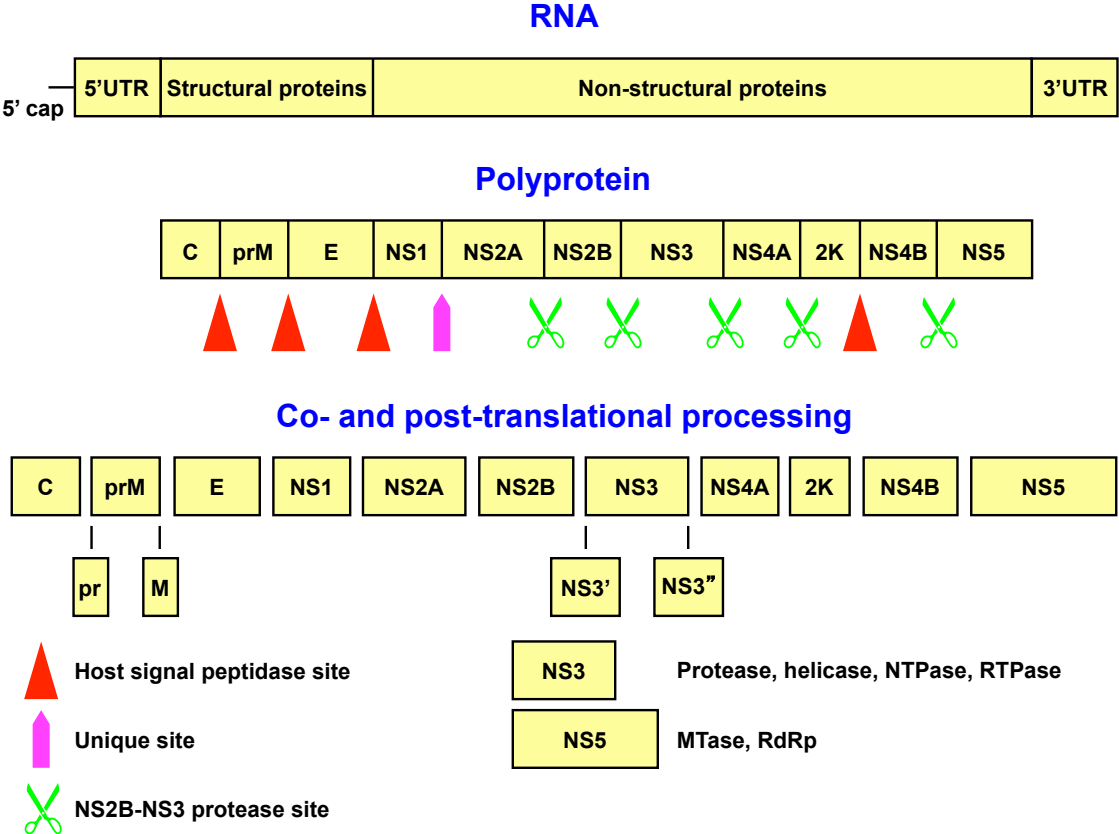 RNA
5' cap
5'UTR
Structural proteins
Non-structural proteins
3'UTR
Polyprotein
C prM E NS1 NS2A NS2B NS3 NS4A 2K NS4B NS5
Co- and post-translational processing
C prM E NS1 NS2A NS2B NS3 NS4A 2K NS4B NS5
pr M NS3' NS3"
Host signal peptidase site
NS3 Protease, helicase, NTPase, RTPase
Unique site
NS5 MTase, RdRp
NS2B-NS3 protease site